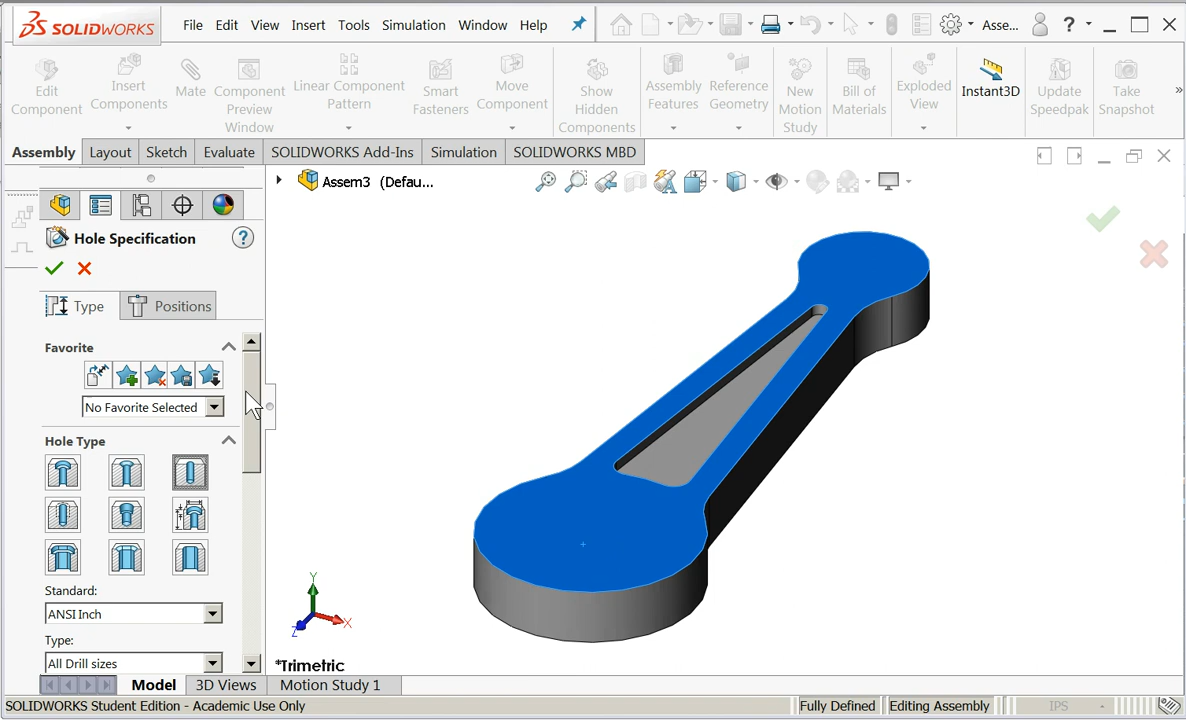 SOLIDWORKS File Edit View Insert Tools Simulation Window Help Asse... ?
Edit Component
Insert Components
Mate
Component Preview Window
Linear Component Pattern
Smart Fasteners
Move Component
Show Hidden Components
Assembly Features
Reference Geometry
New Motion Study
Bill of Materials
Exploded View
Instant3D
Update Speedpak
Take Snapshot
»
Assembly Layout Sketch Evaluate SOLIDWORKS Add-Ins Simulation SOLIDWORKS MBD
Assem3 (Defau...
Hole Specification ?
Type Positions
Favorite
No Favorite Selected
Hole Type
Standard:
ANSI Inch
Type:
All Drill sizes
Y
X
Z
*Trimetric
Model 3D Views Motion Study 1
SOLIDWORKS Student Edition - Academic Use Only Fully Defined Editing Assembly IPS -